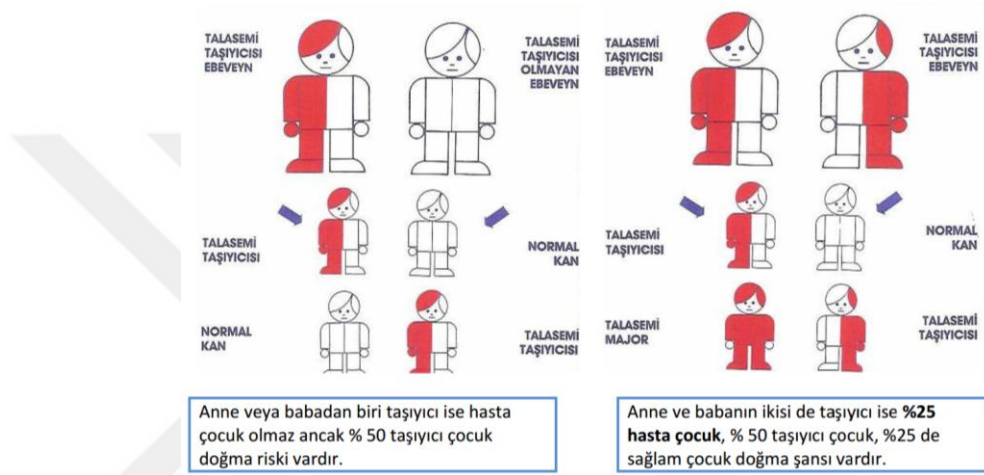 TALASEMİ
TAŞIYICISI
EBEVEYN
TALASEMİ
TAŞIYICISI
OLMAYAN
EBEVEYN
TALASEMİ
TAŞIYICISI
NORMAL
KAN
NORMAL
KAN
TALASEMİ
TAŞIYICISI
Anne veya babadan biri taşıyıcı ise hasta
çocuk olmaz ancak % 50 taşıyıcı çocuk
doğma riski vardır.
TALASEMİ
TAŞIYICISI
EBEVEYN
TALASEMİ
TAŞIYICISI
EBEVEYN
TALASEMİ
TAŞIYICISI
NORMAL
KAN
TALASEMİ
MAJOR
TALASEMİ
TAŞIYICISI
Anne ve babanın ikisi de taşıyıcı ise %25
hasta çocuk, % 50 taşıyıcı çocuk, %25 de
sağlam çocuk doğma şansı vardır.